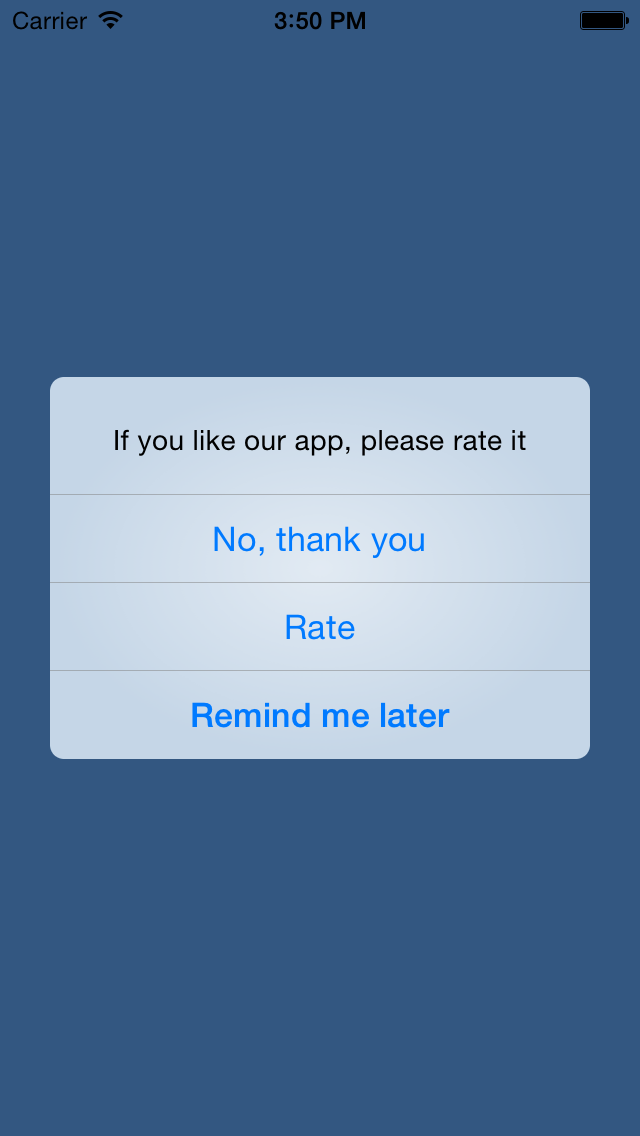 Carrier 3:50 PM
If you like our app, please rate it
No, thank you
Rate
Remind me later